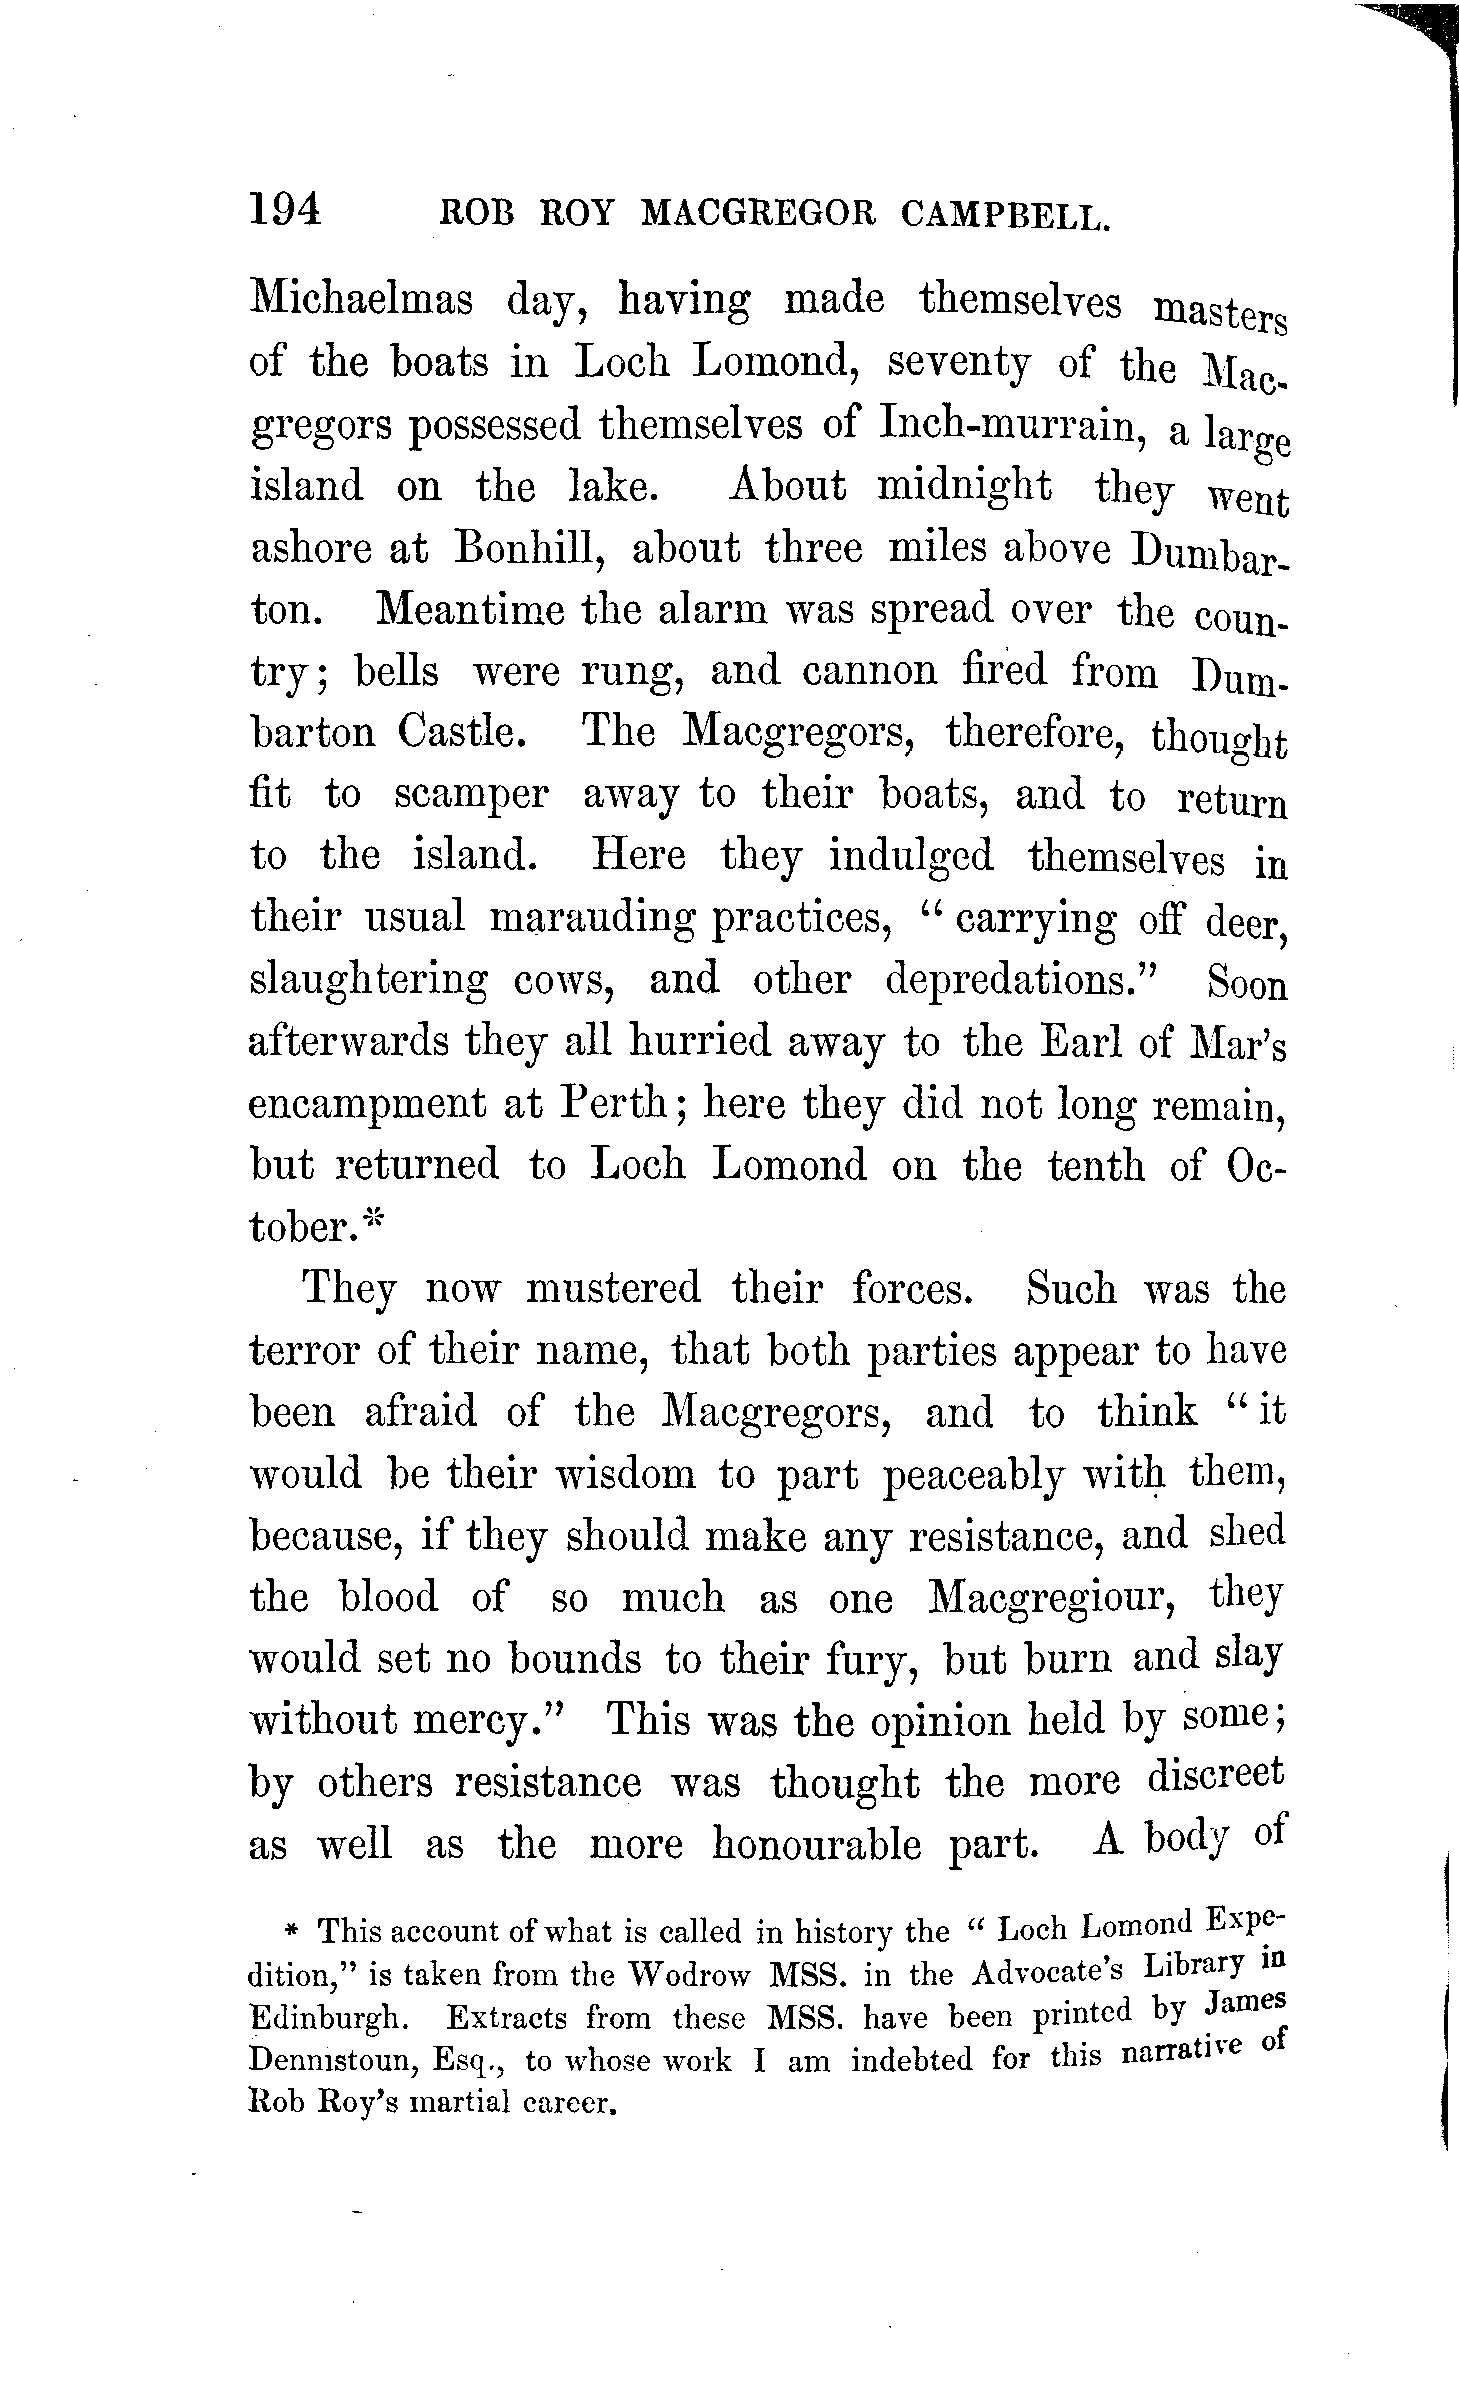 194 ROB ROY MACGREGOR CAMPBELL.
Michaelmas day, having made themselves masters
of the boats in Loch Lomond, seventy of the Mac-
gregors possessed themselves of Inch-murrain, a large
island on the lake. About midnight they went
ashore at Bonhill, about three miles above Dumbar-
ton. Meantime the alarm was spread over the coun-
try; bells were rung, and cannon fired from Dum-
barton Castle. The Macgregors, therefore, thought
fit to scamper away to their boats, and to return
to the island. Here they indulged themselves in
their usual marauding practices, “ carrying off deer,
slaughtering cows, and other depredations.” Soon
afterwards they all hurried away to the Earl of Mar’s
encampment at Perth; here they did not long remain,
but returned to Loch Lomond on the tenth of Oc-
tober.*
They now mustered their forces. Such was the
terror of their name, that both parties appear to have
been afraid of the Macgregors, and to think “ it
would be their wisdom to part peaceably with them,
because, if they should make any resistance, and shed
the blood of so much as one Macgregiour, they
would set no bounds to their fury, but burn and slay
without mercy.” This was the opinion held by some;
by others resistance was thought the more discreet
as well as the more honourable part. A body of
* This account of what is called in history the “ Loch Lomond Expe-
dition,” is taken from the Wodrow MSS. in the Advocate’s Library in
Edinburgh. Extracts from these MSS. have been printed by James
Dennistoun, Esq., to whose work I am indebted for this narrative of
Rob Roy’s martial career.